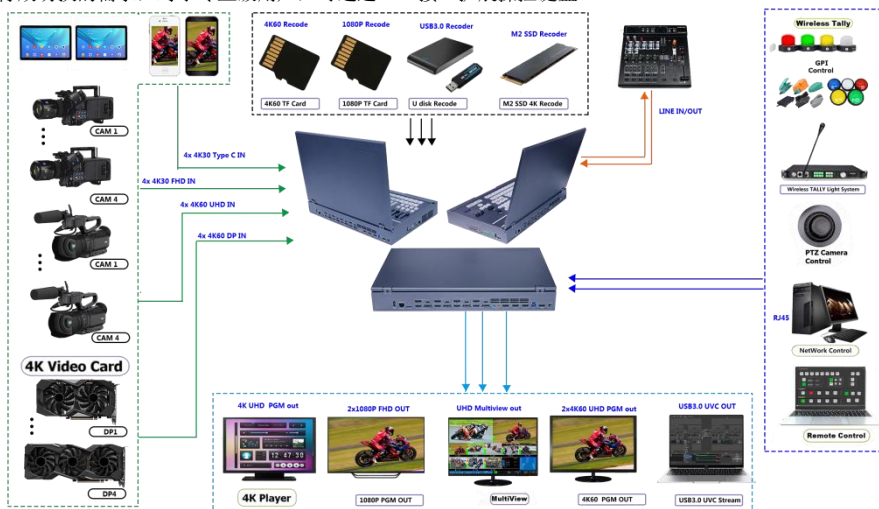 4K60 Recode
1080P Recode
USB3.0 Recoder
M2 SSD Recoder
4K60 TF Card
1080P TF Card
U disk Recode
M2 SSD 4K Recode
LINE IN/OUT
Wireless Tally
GPI
Control
Wireless TALLY Light System
PTZ Camera
Control
RJ45
NetWork Control
Remote Control
CAM 1
CAM 4
CAM 1
CAM 4
4x 4K30 Type C IN
4x 4K30 FHD IN
4x 4K60 UHD IN
4x 4K60 DP IN
4K Video Card
DP1
DP4
4K UHD PGM out
2x1080P FHD OUT
UHD Multiview out
2x4K60 UHD PGM out
USB3.0 UVC OUT
12 47 30
4K Player
1080P PGM OUT
MultiView
4K60 PGM OUT
USB3.0 UVC Stream